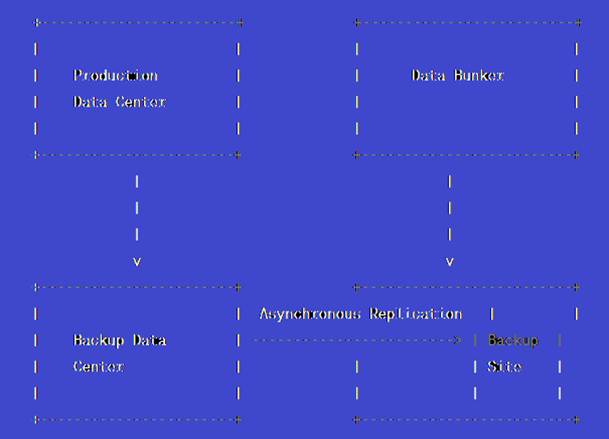 Production
Data Center
Data Bunker
Asynchronous Replication
Backup Data
Center
Backup
Site